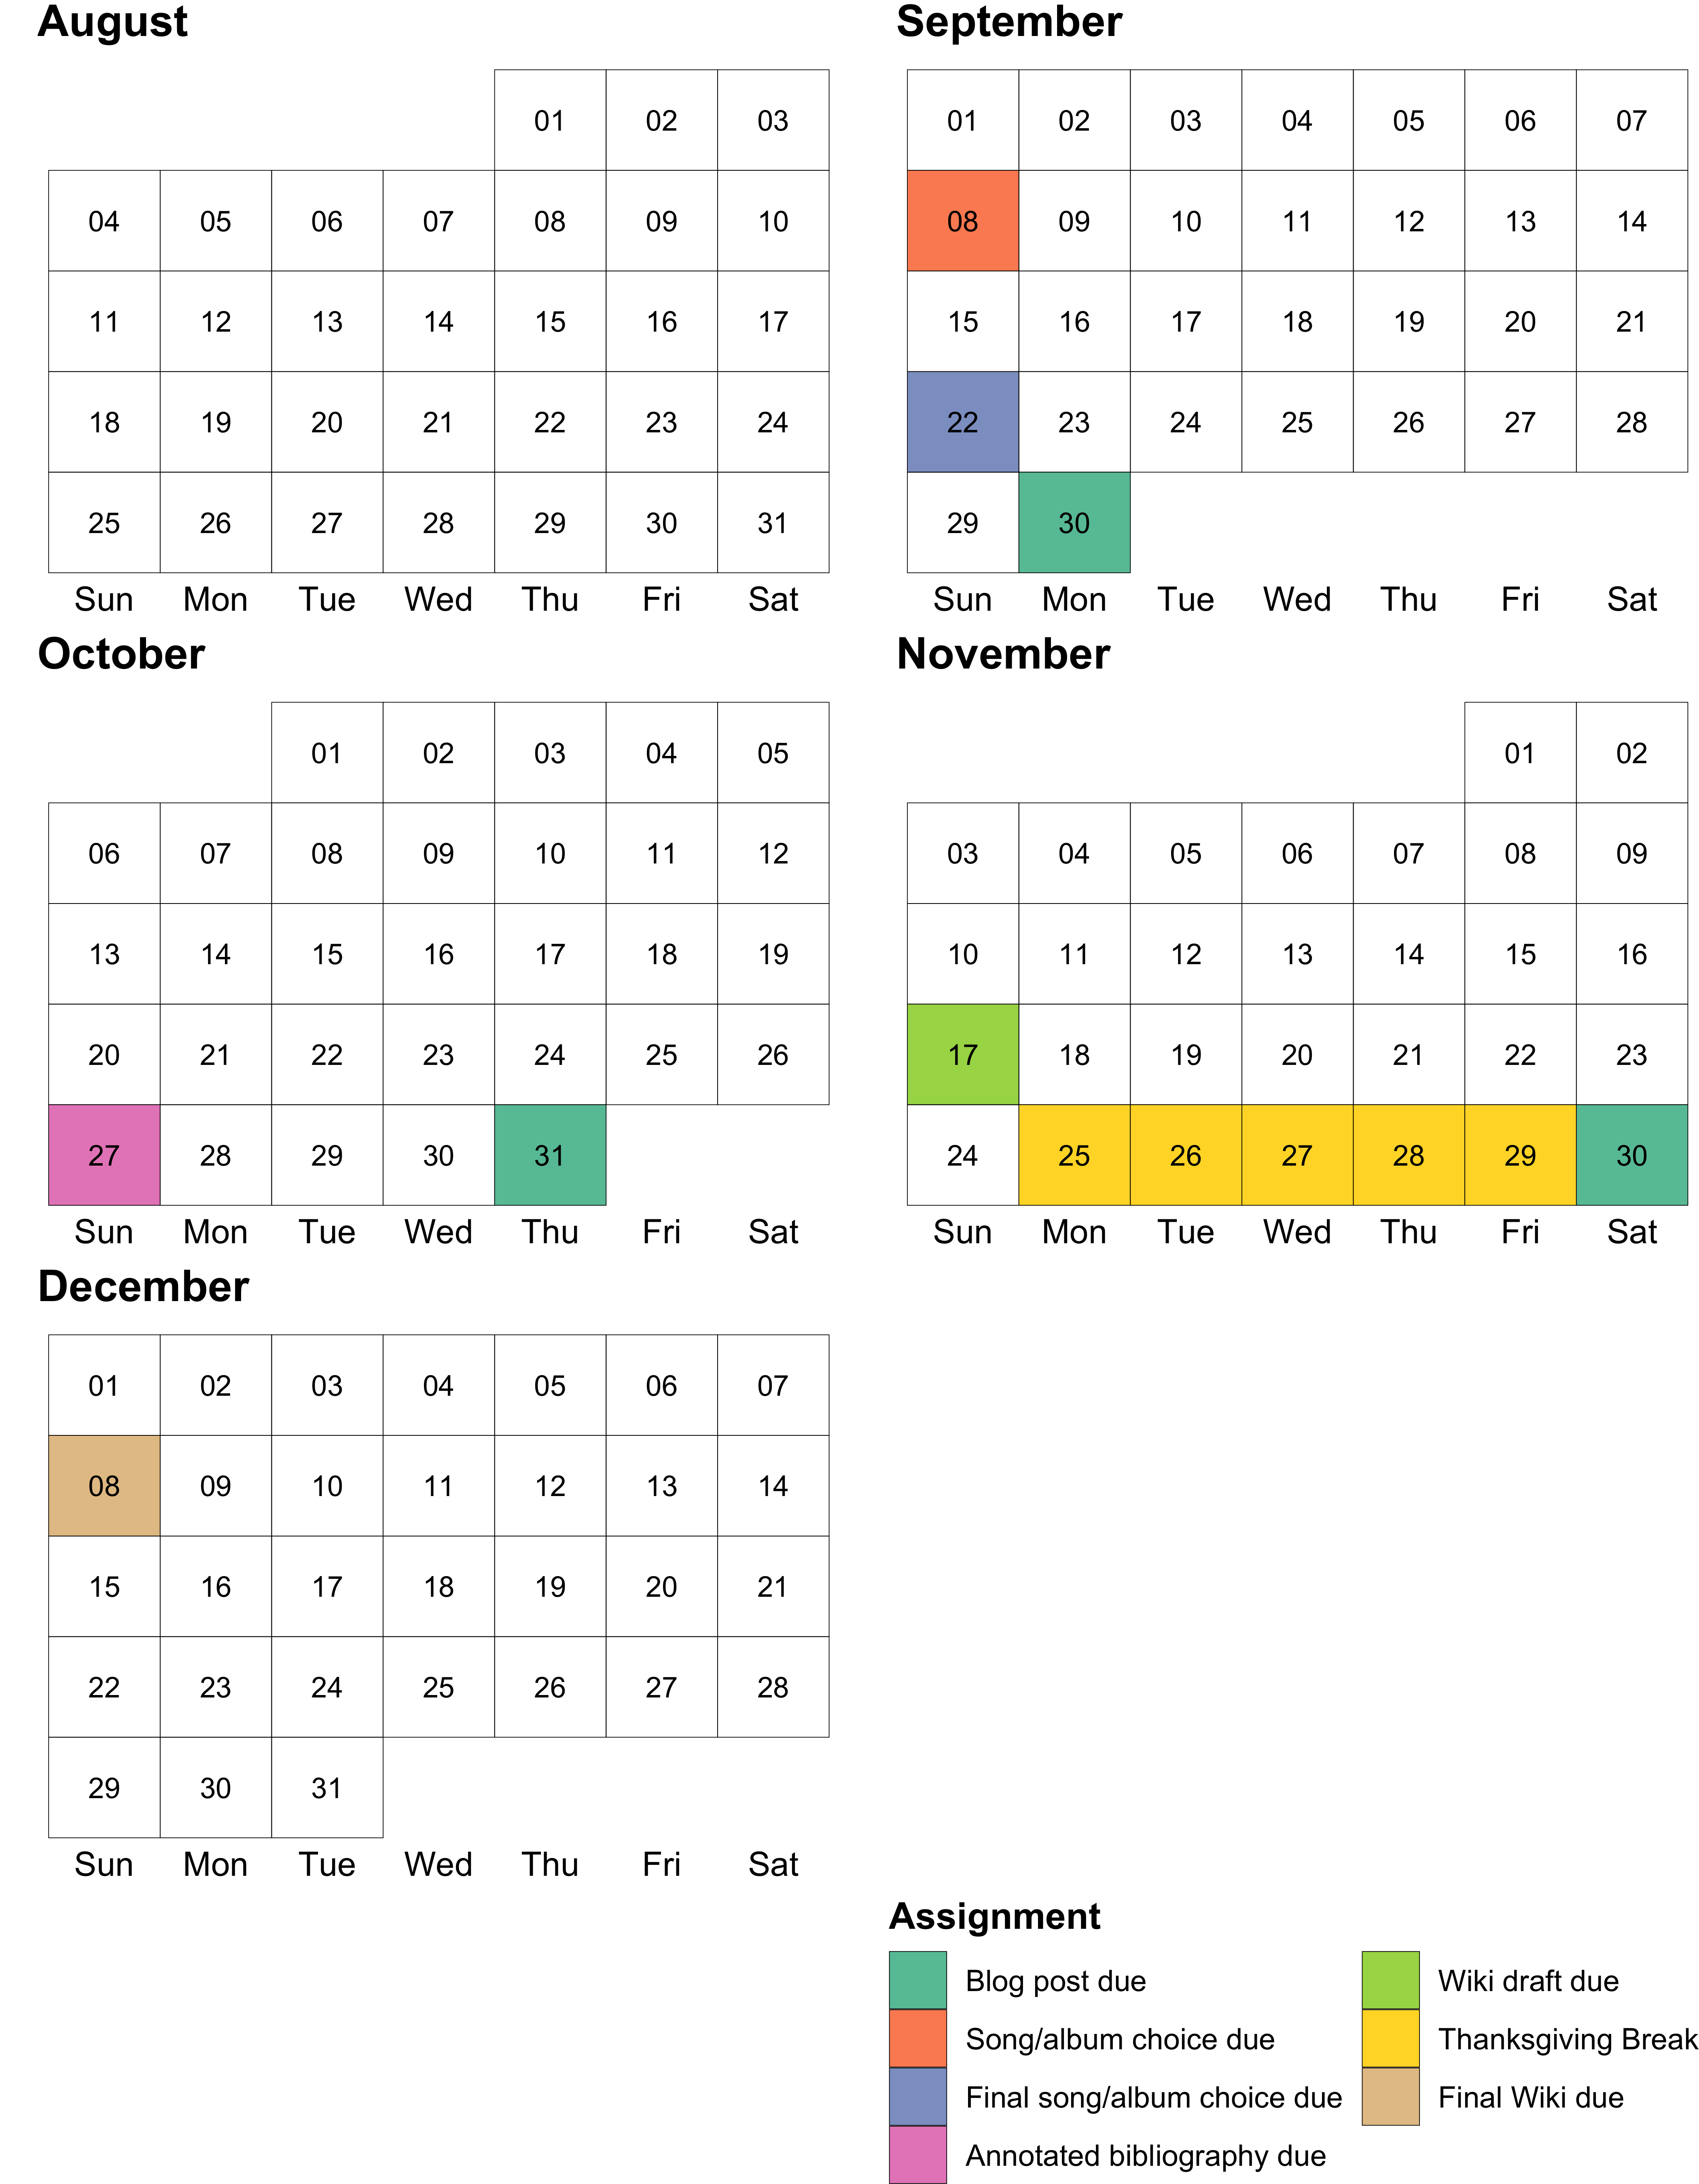 August
01 02 03
04 05 06 07 08 09 10
11 12 13 14 15 16 17
18 19 20 21 22 23 24
25 26 27 28 29 30 31
Sun Mon Tue Wed Thu Fri Sat
September
01 02 03 04 05 06 07
08 09 10 11 12 13 14
15 16 17 18 19 20 21
22 23 24 25 26 27 28
29 30
Sun Mon Tue Wed Thu Fri Sat
October
01 02 03 04 05
06 07 08 09 10 11 12
13 14 15 16 17 18 19
20 21 22 23 24 25 26
27 28 29 30 31
Sun Mon Tue Wed Thu Fri Sat
November
01 02
03 04 05 06 07 08 09
10 11 12 13 14 15 16
17 18 19 20 21 22 23
24 25 26 27 28 29 30
Sun Mon Tue Wed Thu Fri Sat
December
01 02 03 04 05 06 07
08 09 10 11 12 13 14
15 16 17 18 19 20 21
22 23 24 25 26 27 28
29 30 31
Sun Mon Tue Wed Thu Fri Sat
Assignment
Blog post due
Song/album choice due
Final song/album choice due
Annotated bibliography due
Wiki draft due
Thanksgiving Break
Final Wiki due